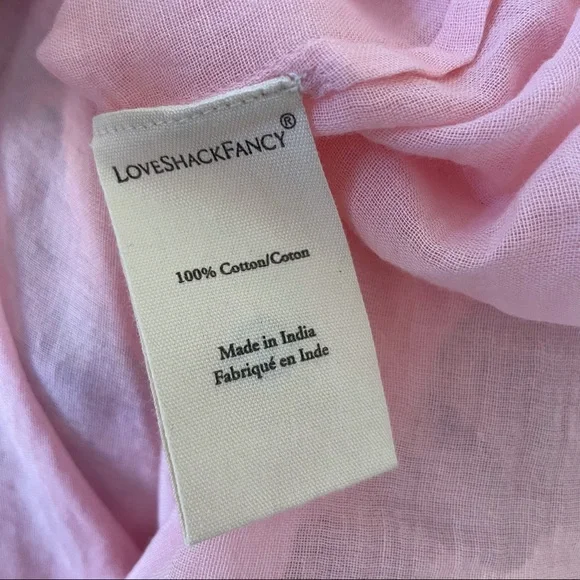 LOVESHACKFANCY®
100% Cotton/Coton
Made in India
Fabriqué en Inde